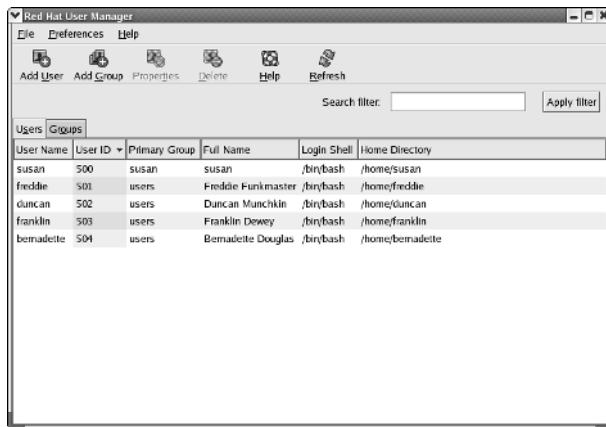 Red Hat User Manager
File Preferences Help
Add User Add Group Properties Delete Help Refresh
Search filter: Apply filter
Users Groups
User Name User ID Primary Group Full Name Login Shell Home Directory
susan 500 susan susan /bin/bash /home/susan
freddie 501 users Freddie Funkmaster /bin/bash /home/freddie
duncan 502 users Duncan Munchkin /bin/bash /home/duncan
franklin 503 users Franklin Dewey /bin/bash /home/franklin
bernadette 504 users Bernadette Douglas /bin/bash /home/bernadette